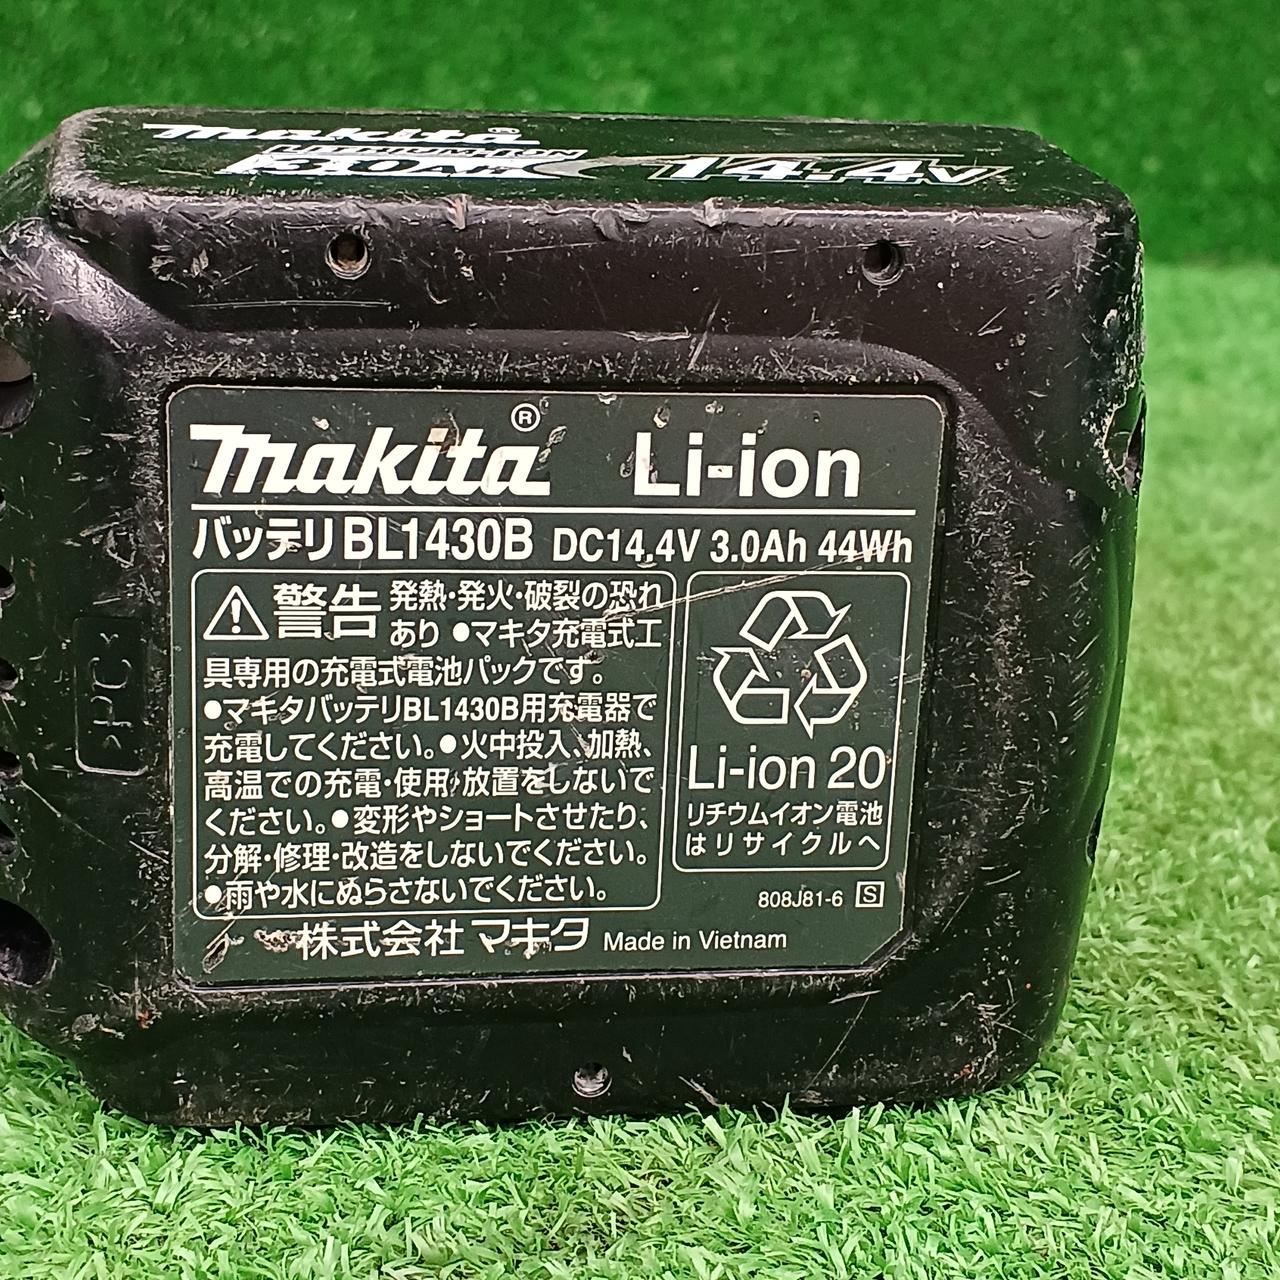 makita®
LITHIUM-ION
3.0Ah 14.4V
makita® Li-ion
バッテリBL1430B DC14.4V 3.0Ah 44Wh
警告 発熱・発火・破裂の恐れ
あり ●マキタ充電式工
具専用の充電式電池パックです。
●マキタバッテリBL1430B用充電器で
充電してください。●火中投入、加熱、
高温での充電・使用・放置をしないで
ください。●変形やショートさせたり、
分解・修理・改造をしないでください。
●雨や水にぬらさないでください。
Li-ion 20
リチウムイオン電池
はリサイクルへ
808J81-6 S
株式会社マキタ Made in Vietnam
>PC<